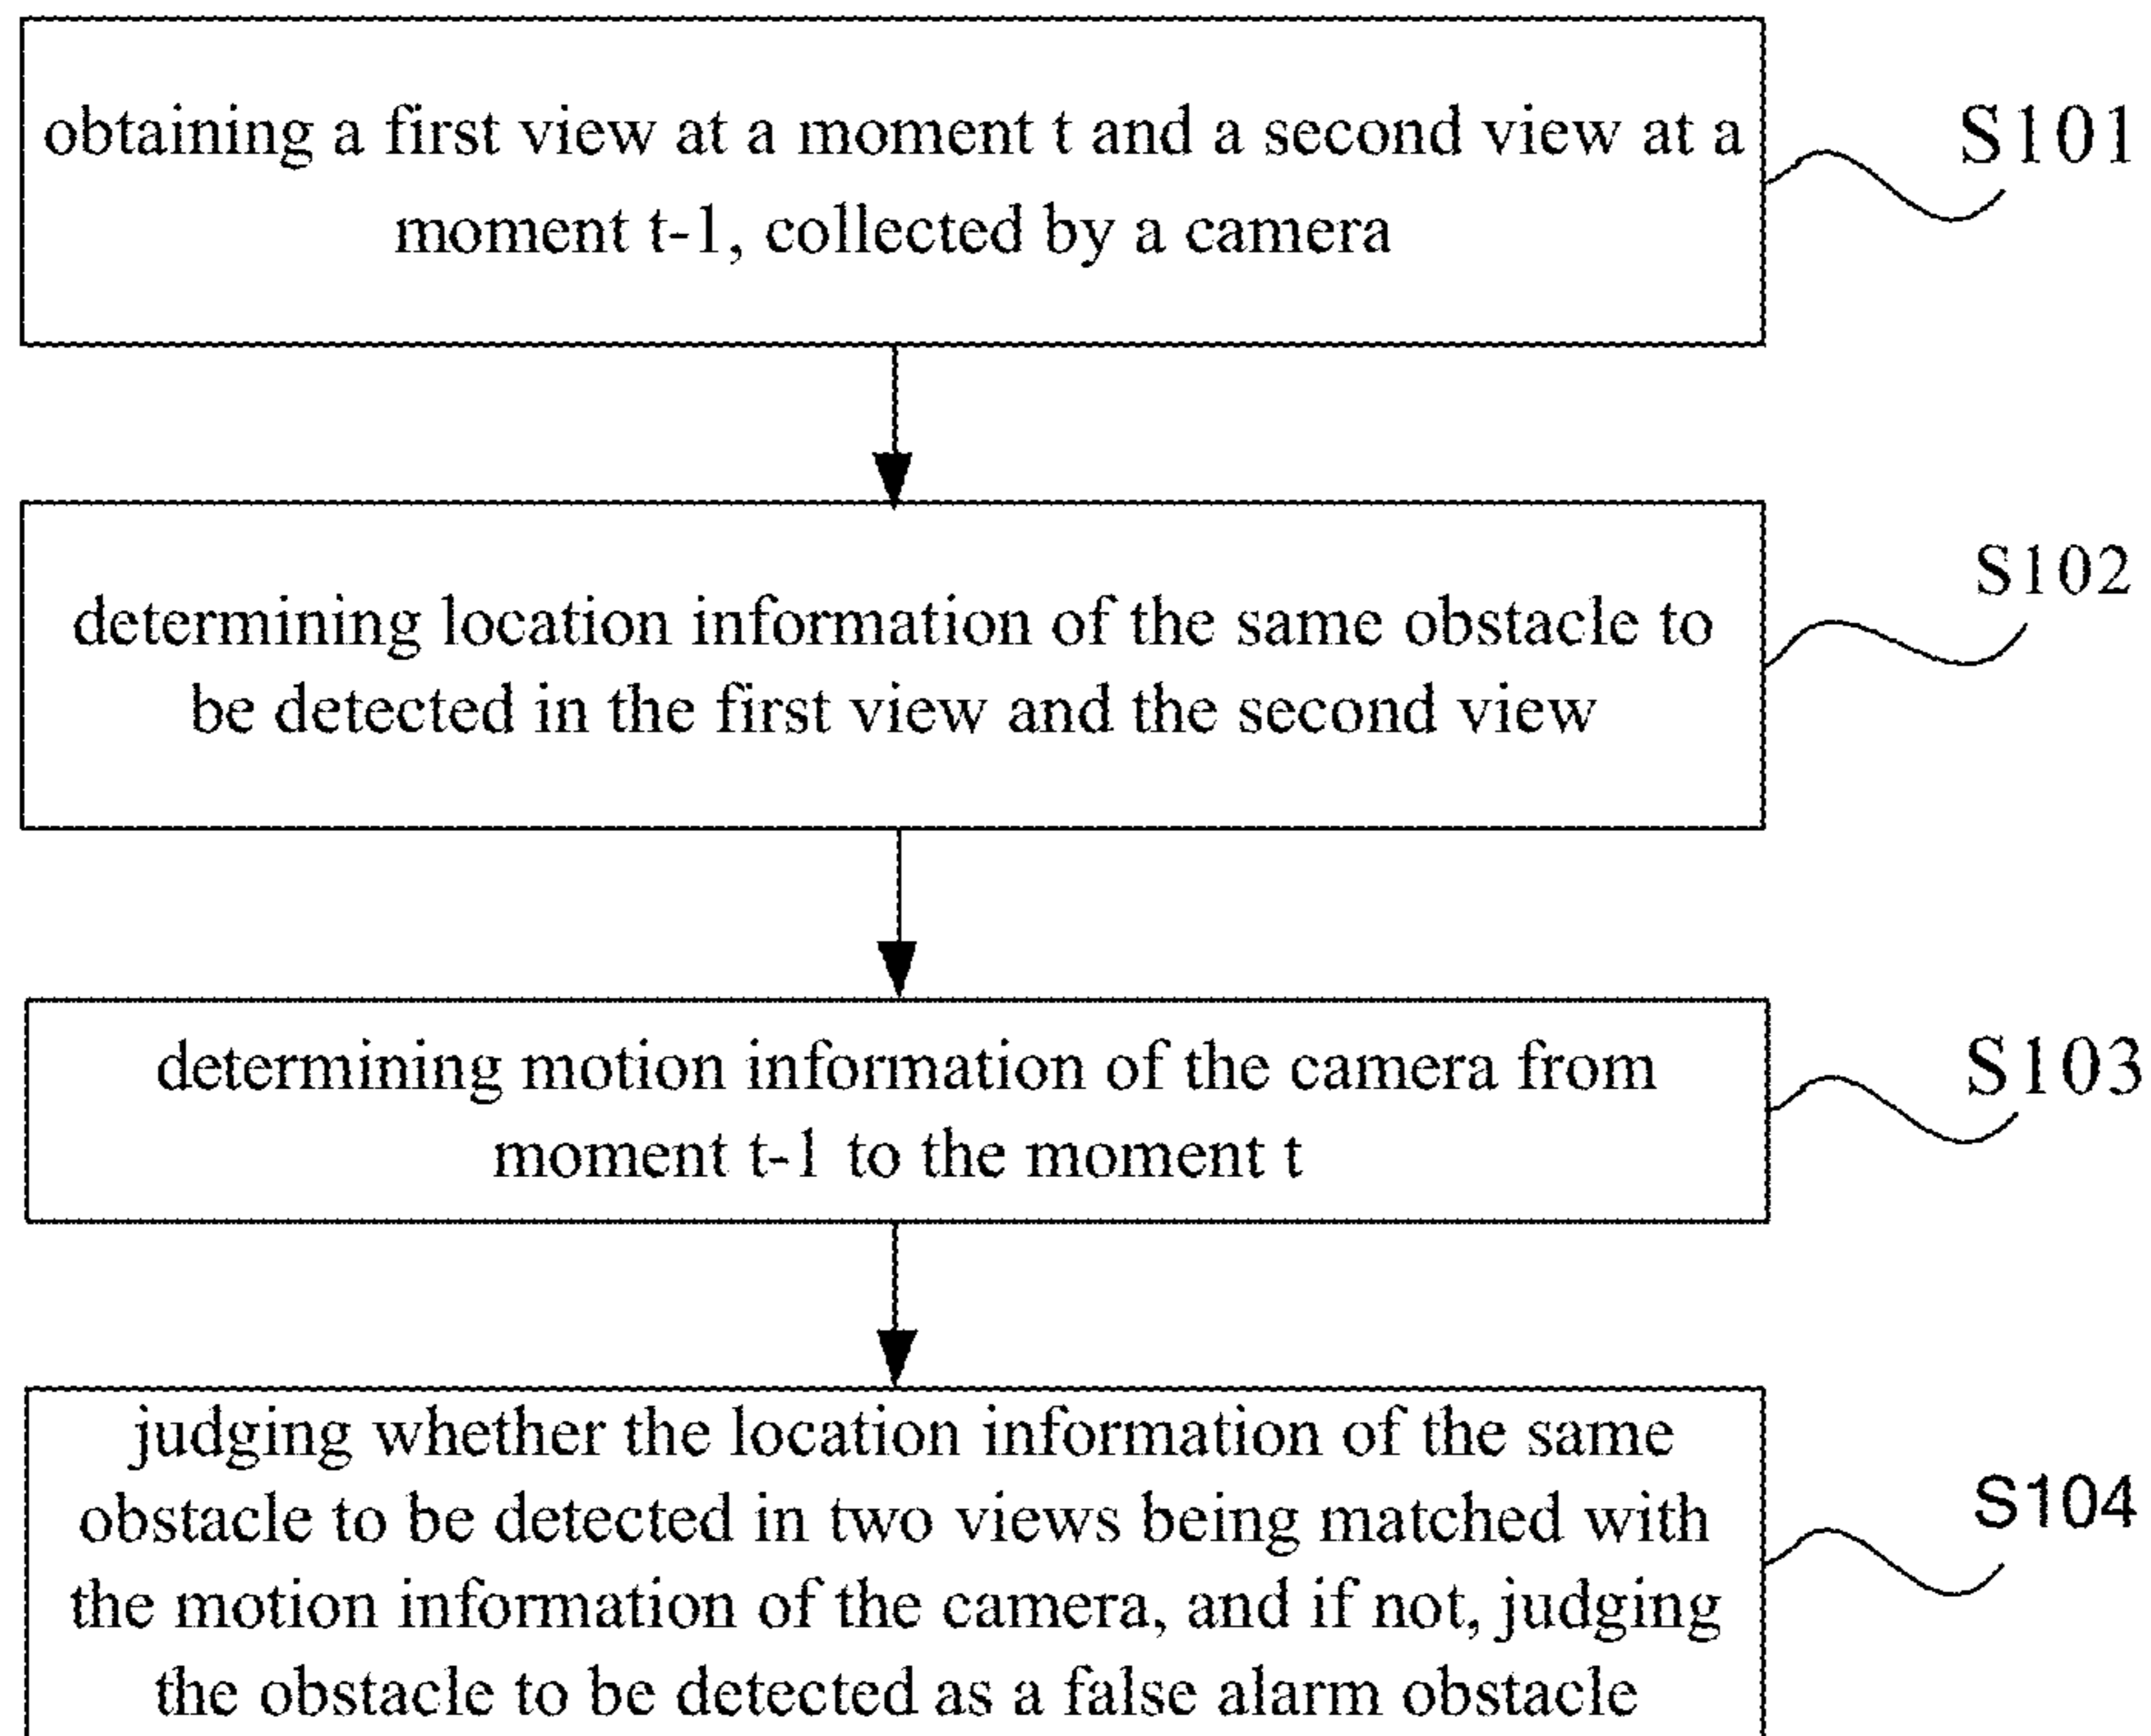 obtaining a first view at a moment t and a second view at a
moment t-1, collected by a camera
S101
determining location information of the same obstacle to
be detected in the first view and the second view
S102
determining motion information of the camera from
moment t-1 to the moment t
S103
judging whether the location information of the same
obstacle to be detected in two views being matched with
the motion information of the camera, and if not, judging
the obstacle to be detected as a false alarm obstacle
S104